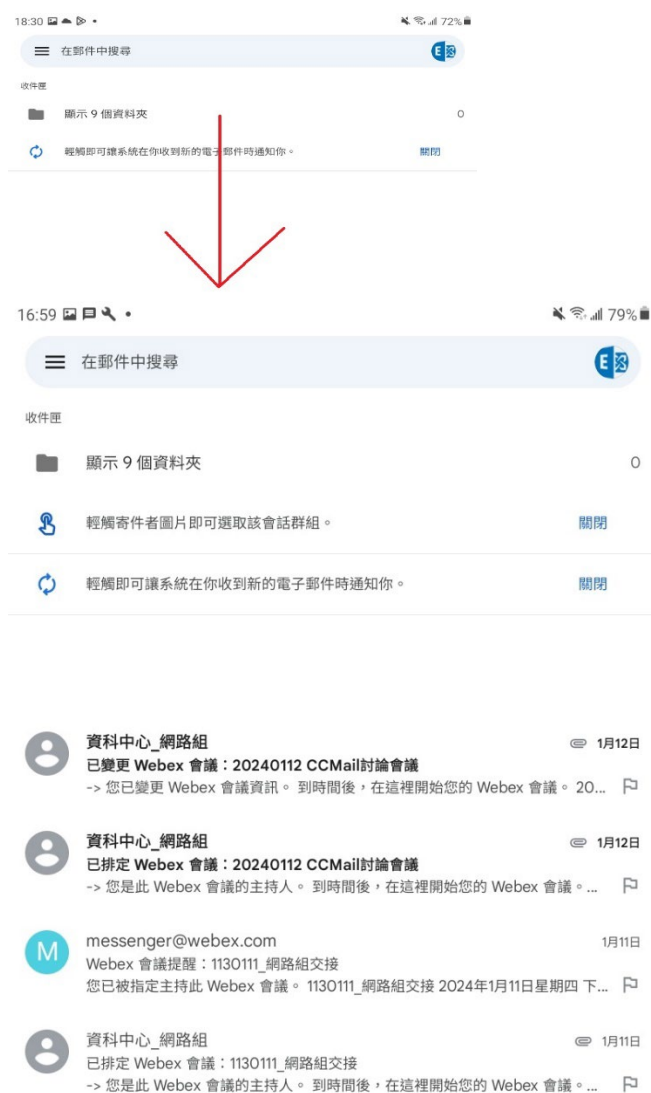 18:30 72%
在郵件中搜尋
E
收件匣
顯示 9 個資料夾 0
輕觸即可讓系統在你收到新的電子郵件時通知你。 關閉
16:59 79%
在郵件中搜尋
E
收件匣
顯示 9 個資料夾 0
輕觸寄件者圖片即可選取該會話群組。 關閉
輕觸即可讓系統在你收到新的電子郵件時通知你。 關閉
資科中心_網路組 1月12日
已變更 Webex 會議：20240112 CCMail討論會議
-> 您已變更 Webex 會議資訊。 到時間後，在這裡開始您的 Webex 會議。 20...
資科中心_網路組 1月12日
已排定 Webex 會議：20240112 CCMail討論會議
-> 您是此 Webex 會議的主持人。 到時間後，在這裡開始您的 Webex 會議。...
M
messenger@webex.com 1月11日
Webex 會議提醒：1130111_網路組交接
您已被指定主持此 Webex 會議。 1130111_網路組交接 2024年1月11日星期四 下...
資科中心_網路組 1月11日
已排定 Webex 會議：1130111_網路組交接
-> 您是此 Webex 會議的主持人。 到時間後，在這裡開始您的 Webex 會議。...